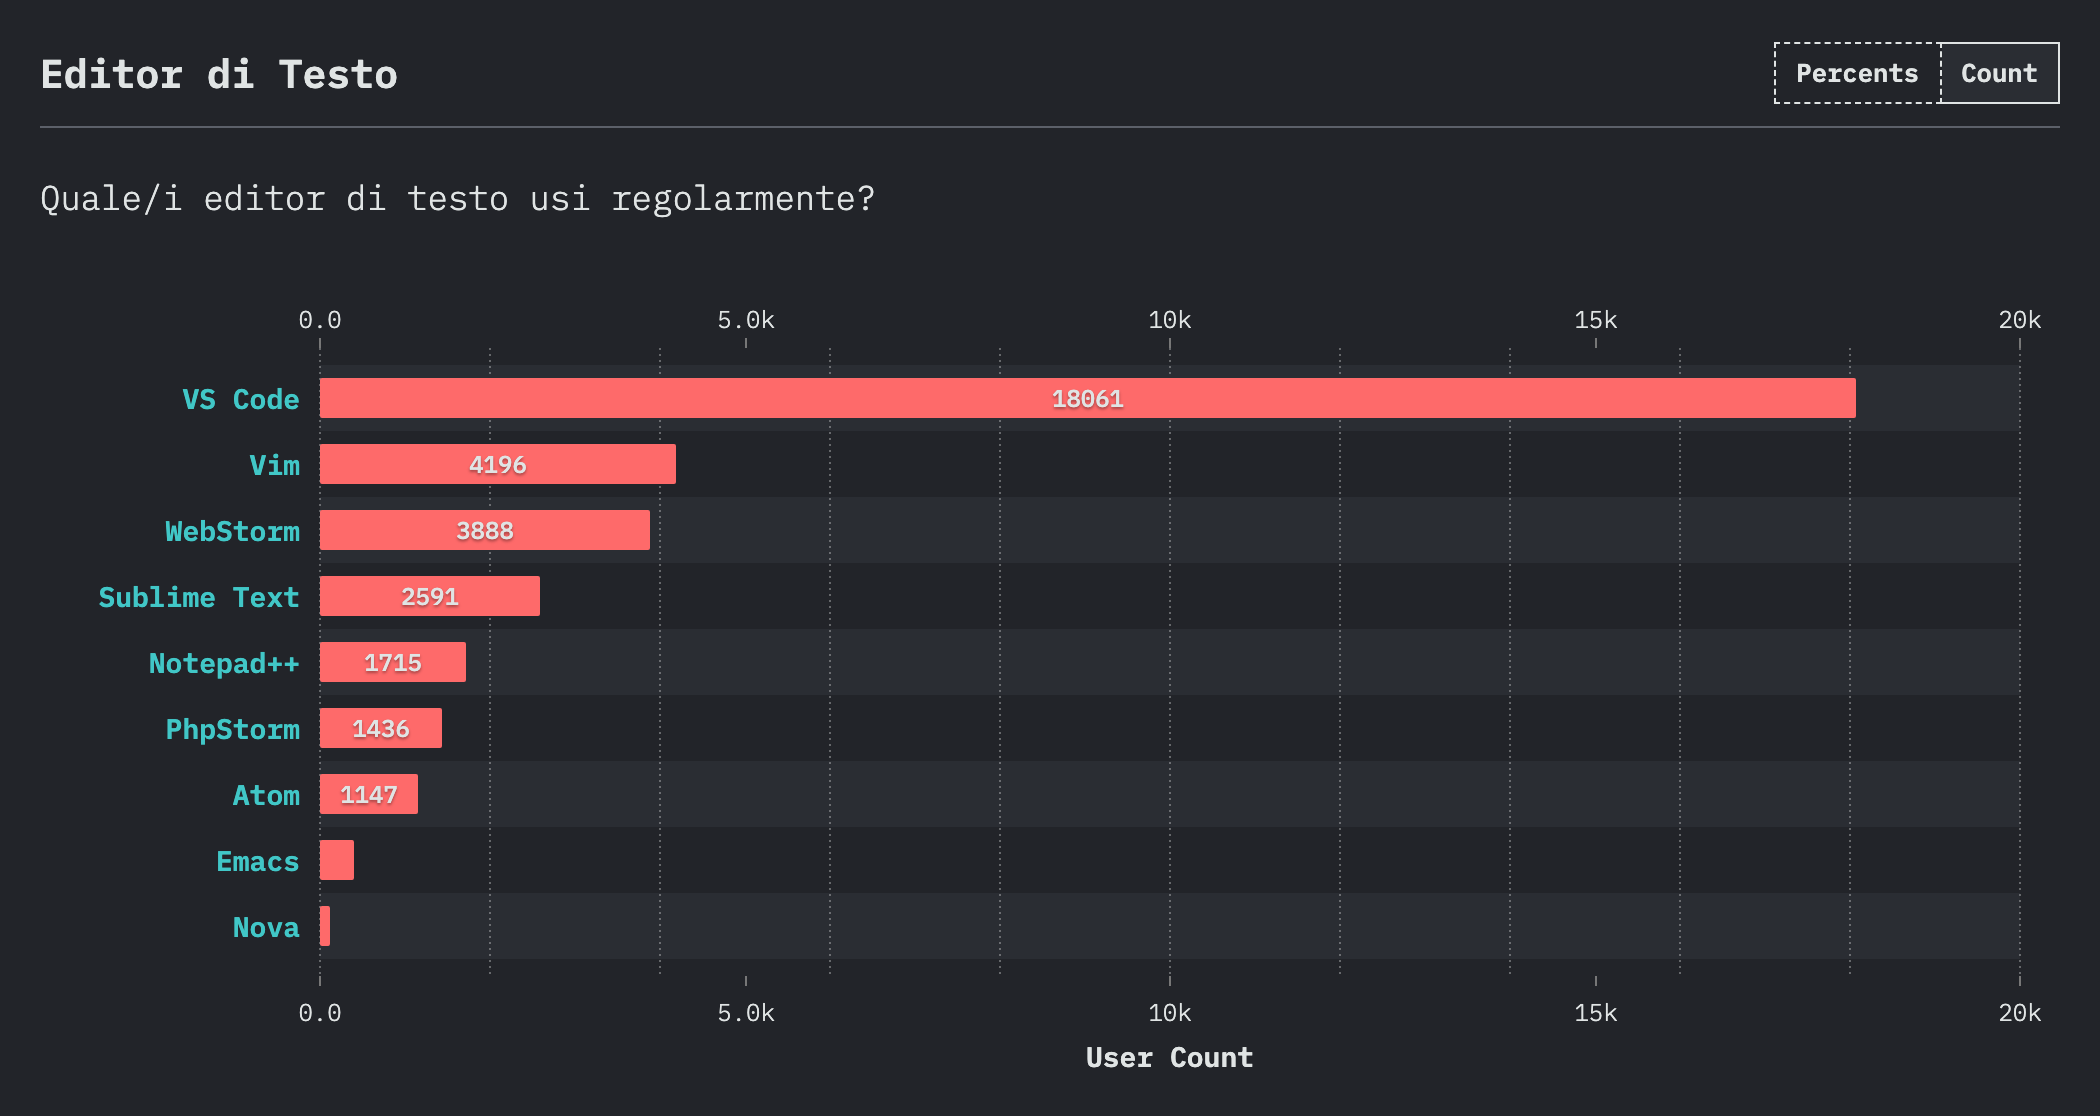 Editor di Testo
Percents Count
Quale/i editor di testo usi regolarmente?
0.0 5.0k 10k 15k 20k
VS Code 18061
Vim 4196
WebStorm 3888
Sublime Text 2591
Notepad++ 1715
PhpStorm 1436
Atom 1147
Emacs
Nova
0.0 5.0k 10k 15k 20k
User Count